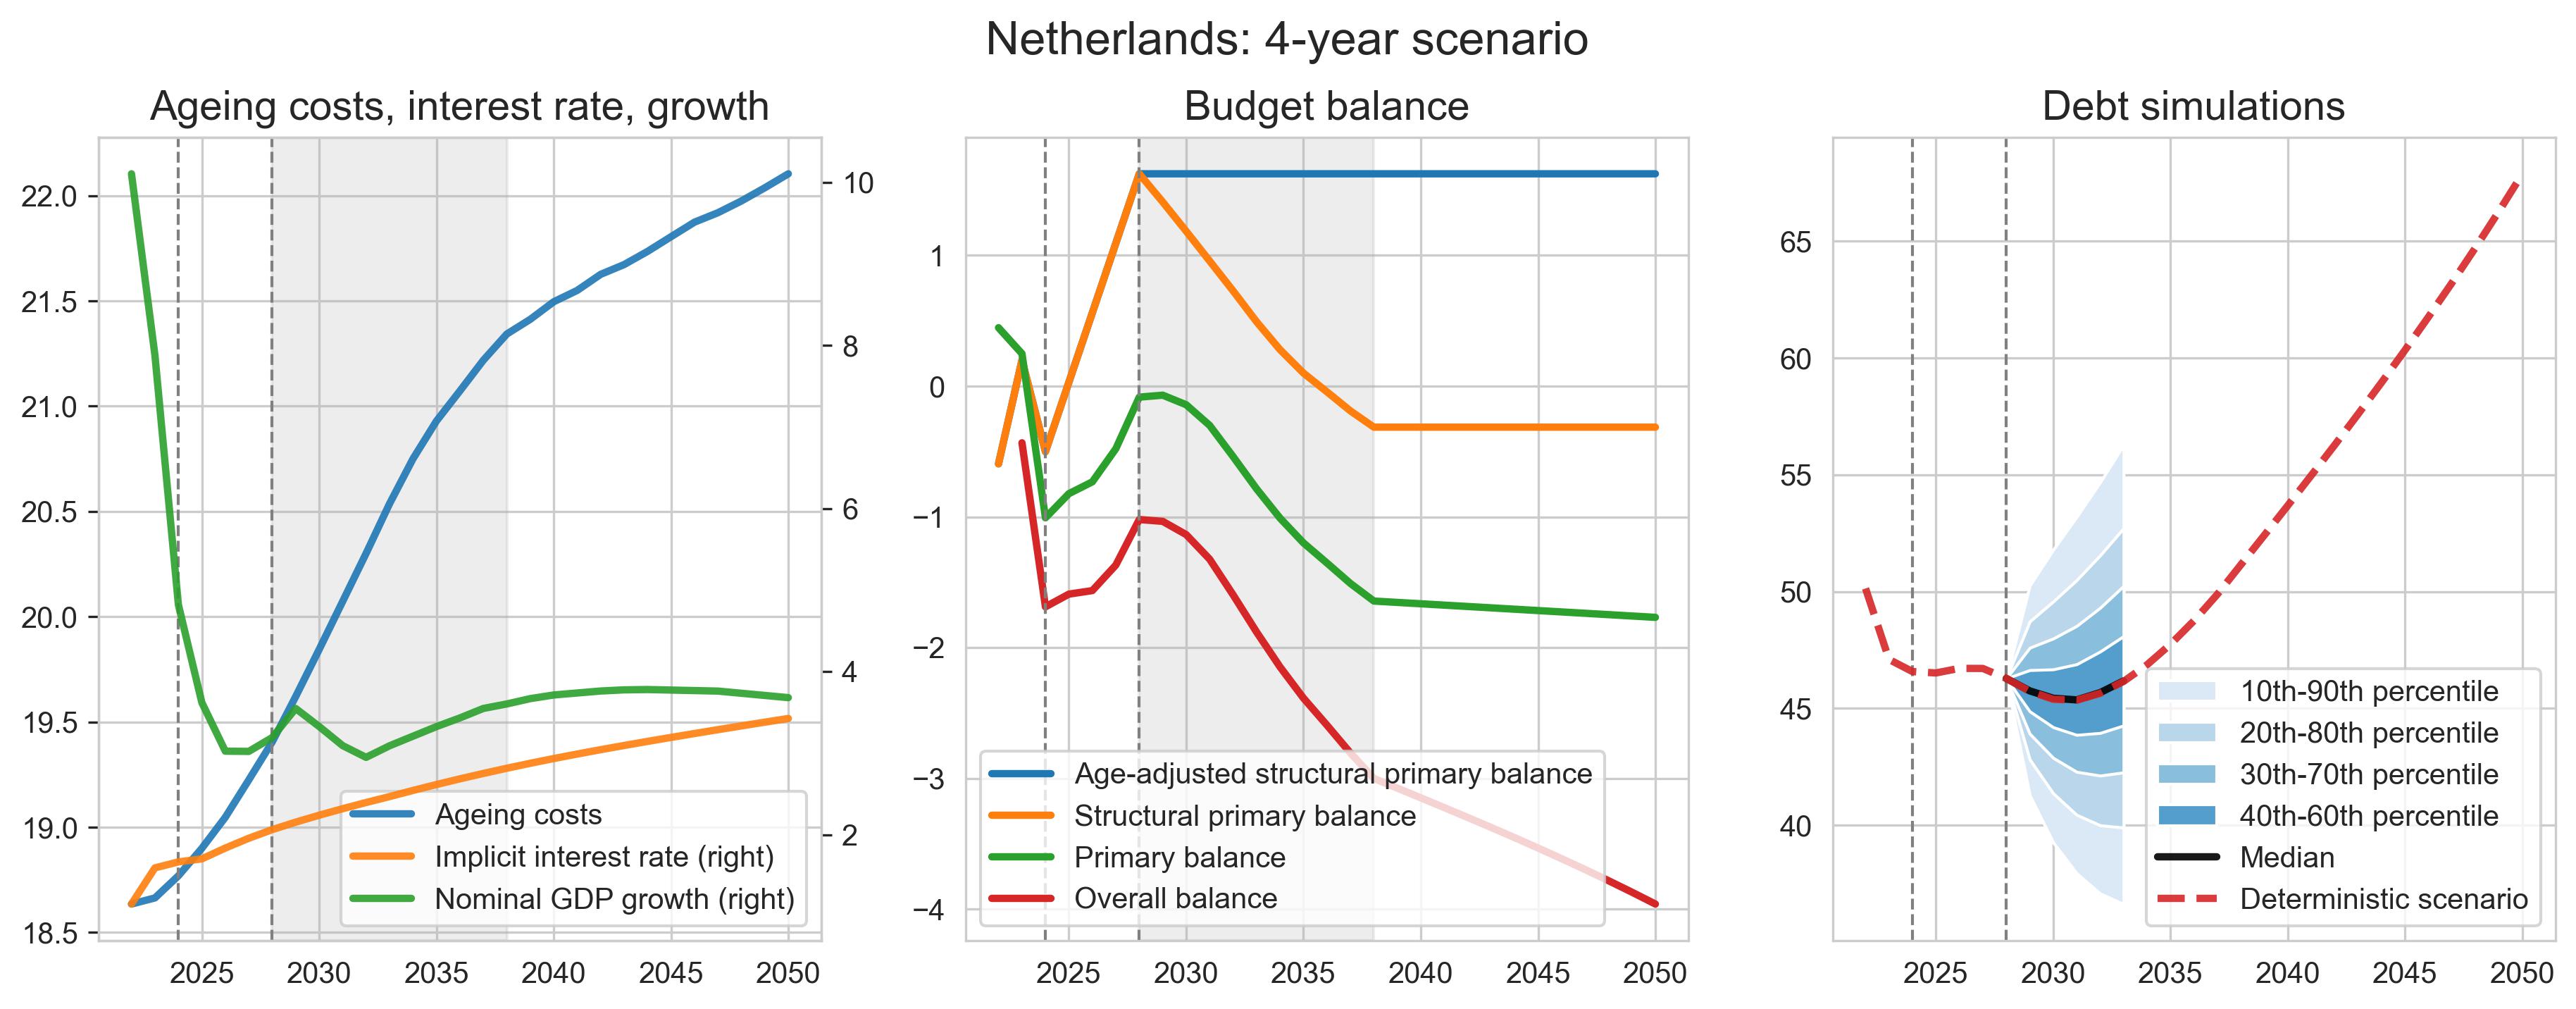 Netherlands: 4-year scenario
Ageing costs, interest rate, growth
22.0
21.5
21.0
20.5
20.0
19.5
19.0
18.5
10
8
6
4
2
2025 2030 2035 2040 2045 2050
Ageing costs
Implicit interest rate (right)
Nominal GDP growth (right)
Budget balance
1
0
−1
−2
−3
−4
2025 2030 2035 2040 2045 2050
Age-adjusted structural primary balance
Structural primary balance
Primary balance
Overall balance
Debt simulations
65
60
55
50
45
40
2025 2030 2035 2040 2045 2050
10th-90th percentile
20th-80th percentile
30th-70th percentile
40th-60th percentile
Median
Deterministic scenario